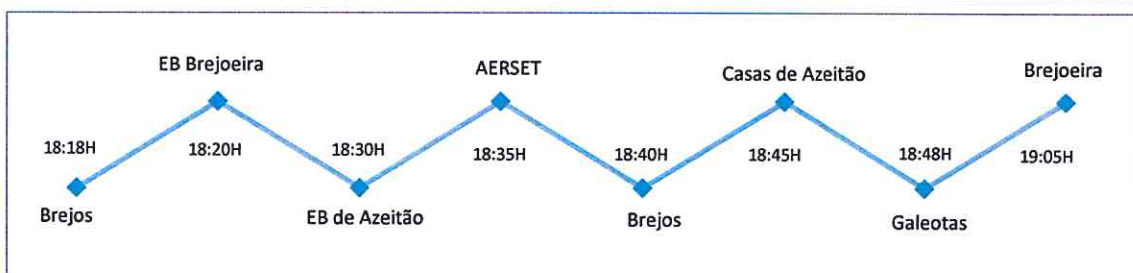 EB Brejoeira
AERSET
Casas de Azeitão
Brejoeira
18:18H
18:20H
18:30H
18:35H
18:40H
18:45H
18:48H
19:05H
Brejos
EB de Azeitão
Brejos
Galeotas